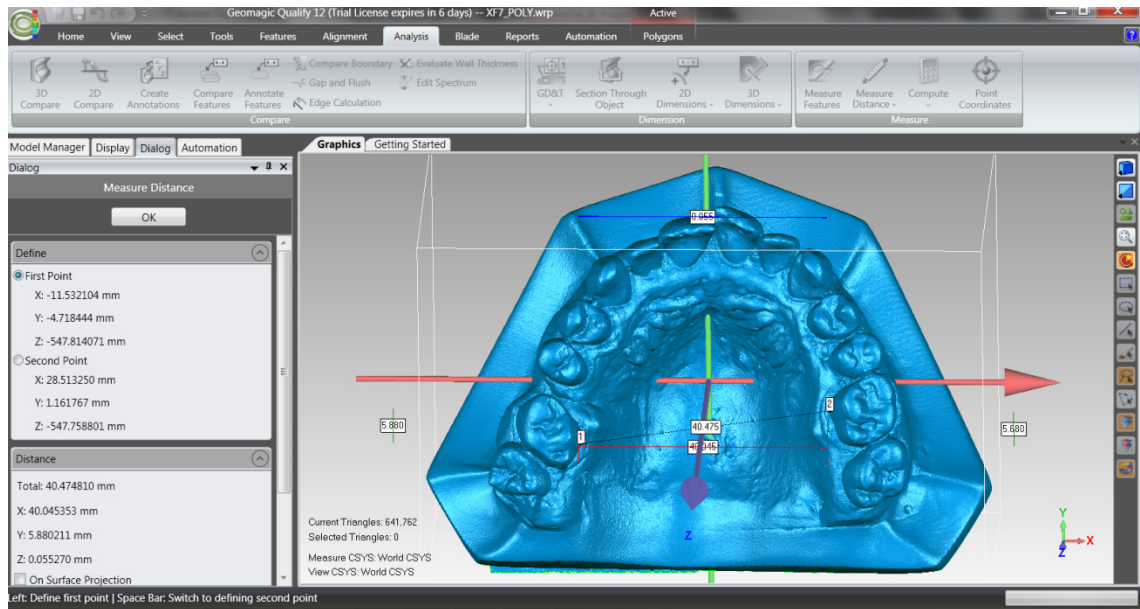 Geomagic Qualify 12 (Trial License expires in 6 days) -- XF7_POLY.wrp
Active
Home View Select Tools Features Alignment Analysis Blade Reports Automation Polygons
3D Compare
2D Compare
Create Annotations
Compare Features
Annotate Features
Compare Boundary
Evaluate Wall Thickness
Gap and Flush
Edit Spectrum
Edge Calculation
GD&T
Section Through Object
2D Dimensions
3D Dimensions
Measure Features
Measure Distance
Compute
Point Coordinates
Compare
Dimension
Measure
Model Manager Display Dialog Automation
Graphics Getting Started
Dialog
Measure Distance
OK
Define
First Point
X: -11.532104 mm
Y: -4.718444 mm
Z: -547.814071 mm
Second Point
X: 28.513250 mm
Y: 1.161767 mm
Z: -547.758801 mm
Distance
Total: 40.474810 mm
X: 40.045353 mm
Y: 5.880211 mm
Z: 0.055270 mm
On Surface Projection
0.055
5.880
1
2
40.475
40.045
5.880
Z
Current Triangles: 641,762
Selected Triangles: 0
Measure CSYS: World CSYS
View CSYS: World CSYS
Y
X
Z
Left: Define first point | Space Bar: Switch to defining second point